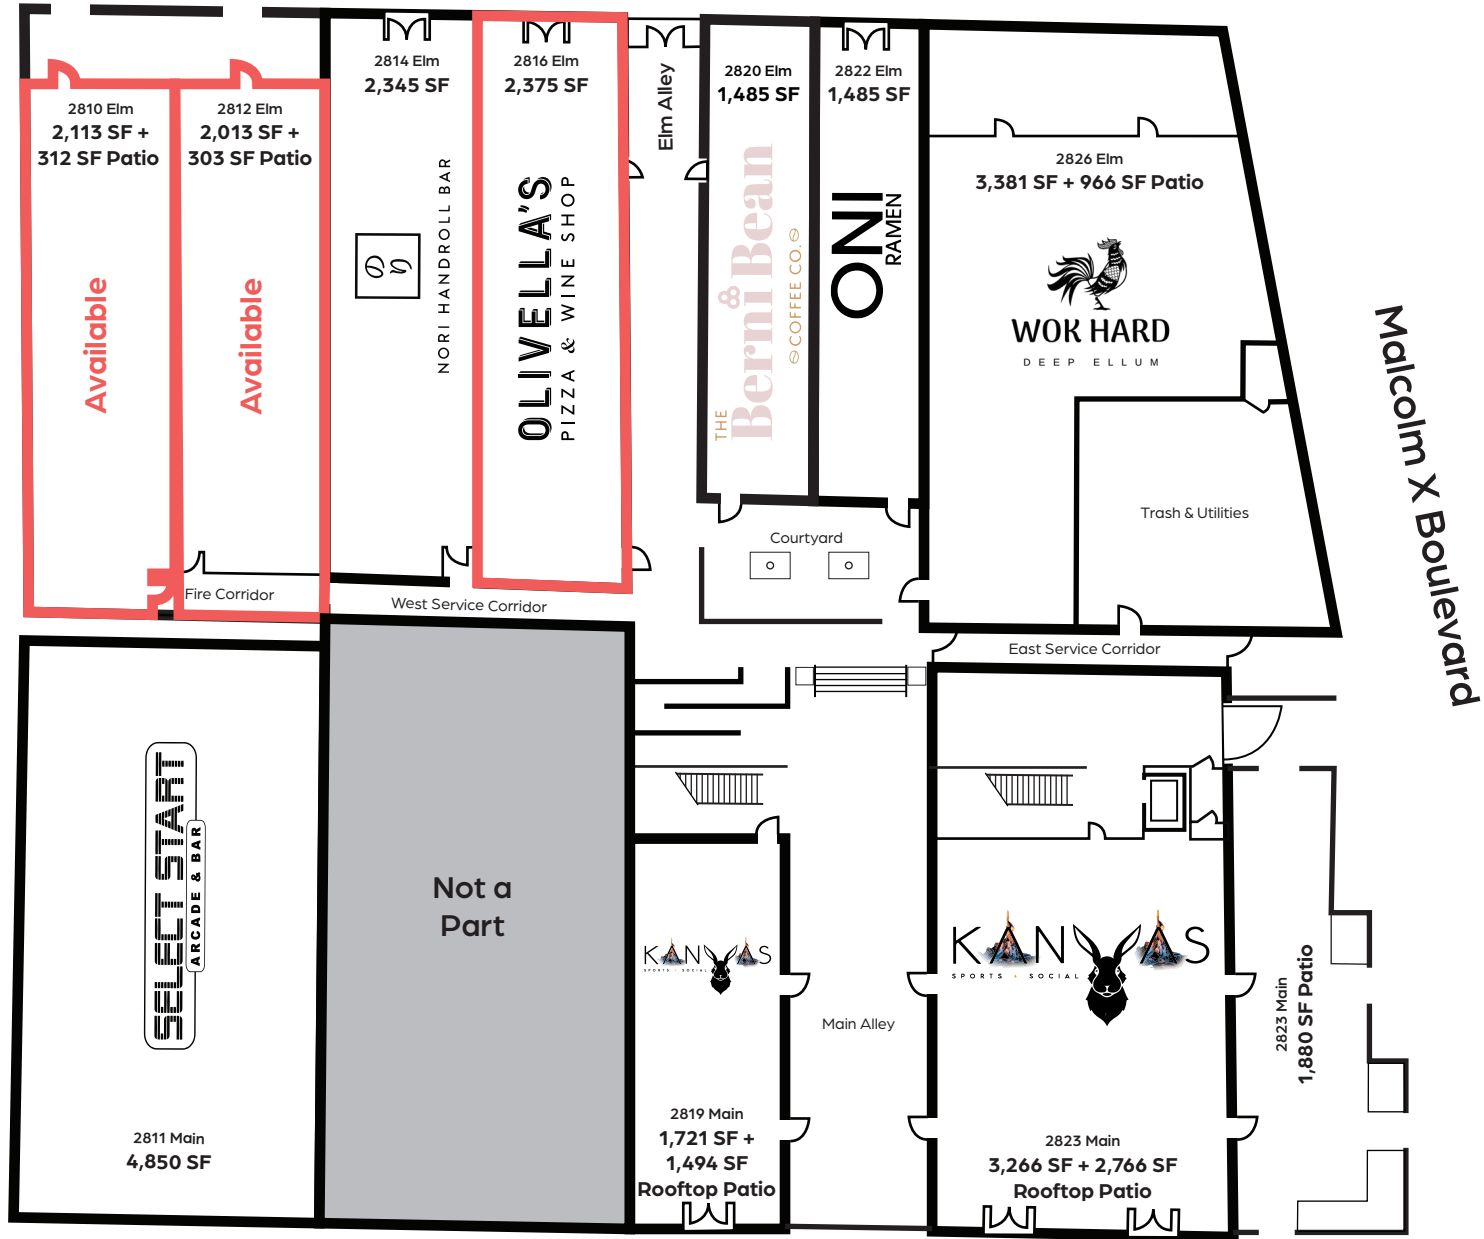 2810 Elm
2,113 SF +
312 SF Patio
Available
2812 Elm
2,013 SF +
303 SF Patio
Available
2814 Elm
2,345 SF
NORI HANDROLL BAR
2816 Elm
2,375 SF
OLIVELLA'S
PIZZA & WINE SHOP
Elm Alley
2820 Elm
1,485 SF
THE
Berni Bean
COFFEE CO.
2822 Elm
1,485 SF
ONI
RAMEN
2826 Elm
3,381 SF + 966 SF Patio
WOK HARD
DEEP ELLUM
Trash & Utilities
Malcolm X Boulevard
Courtyard
Fire Corridor
West Service Corridor
East Service Corridor
SELECT START
ARCADE & BAR
2811 Main
4,850 SF
Not a
Part
KANVAS
SPORTS + SOCIAL
2819 Main
1,721 SF +
1,494 SF
Rooftop Patio
Main Alley
KANVAS
SPORTS + SOCIAL
2823 Main
3,266 SF + 2,766 SF
Rooftop Patio
2823 Main
1,880 SF Patio